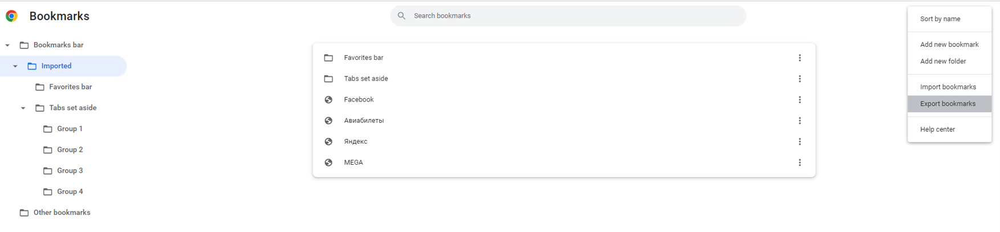 Bookmarks
Search bookmarks
Bookmarks bar
Imported
Favorites bar
Tabs set aside
Group 1
Group 2
Group 3
Group 4
Other bookmarks
Favorites bar
Tabs set aside
Facebook
Авиабилеты
Яндекс
MEGA
Sort by name
Add new bookmark
Add new folder
Import bookmarks
Export bookmarks
Help center